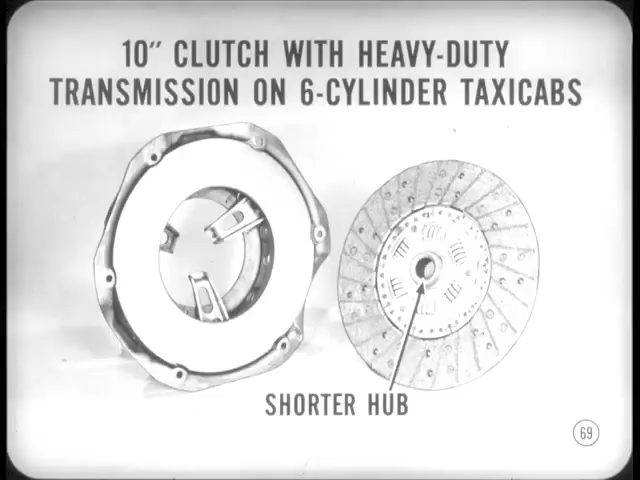 10" CLUTCH WITH HEAVY-DUTY
TRANSMISSION ON 6-CYLINDER TAXICABS
SHORTER HUB
69